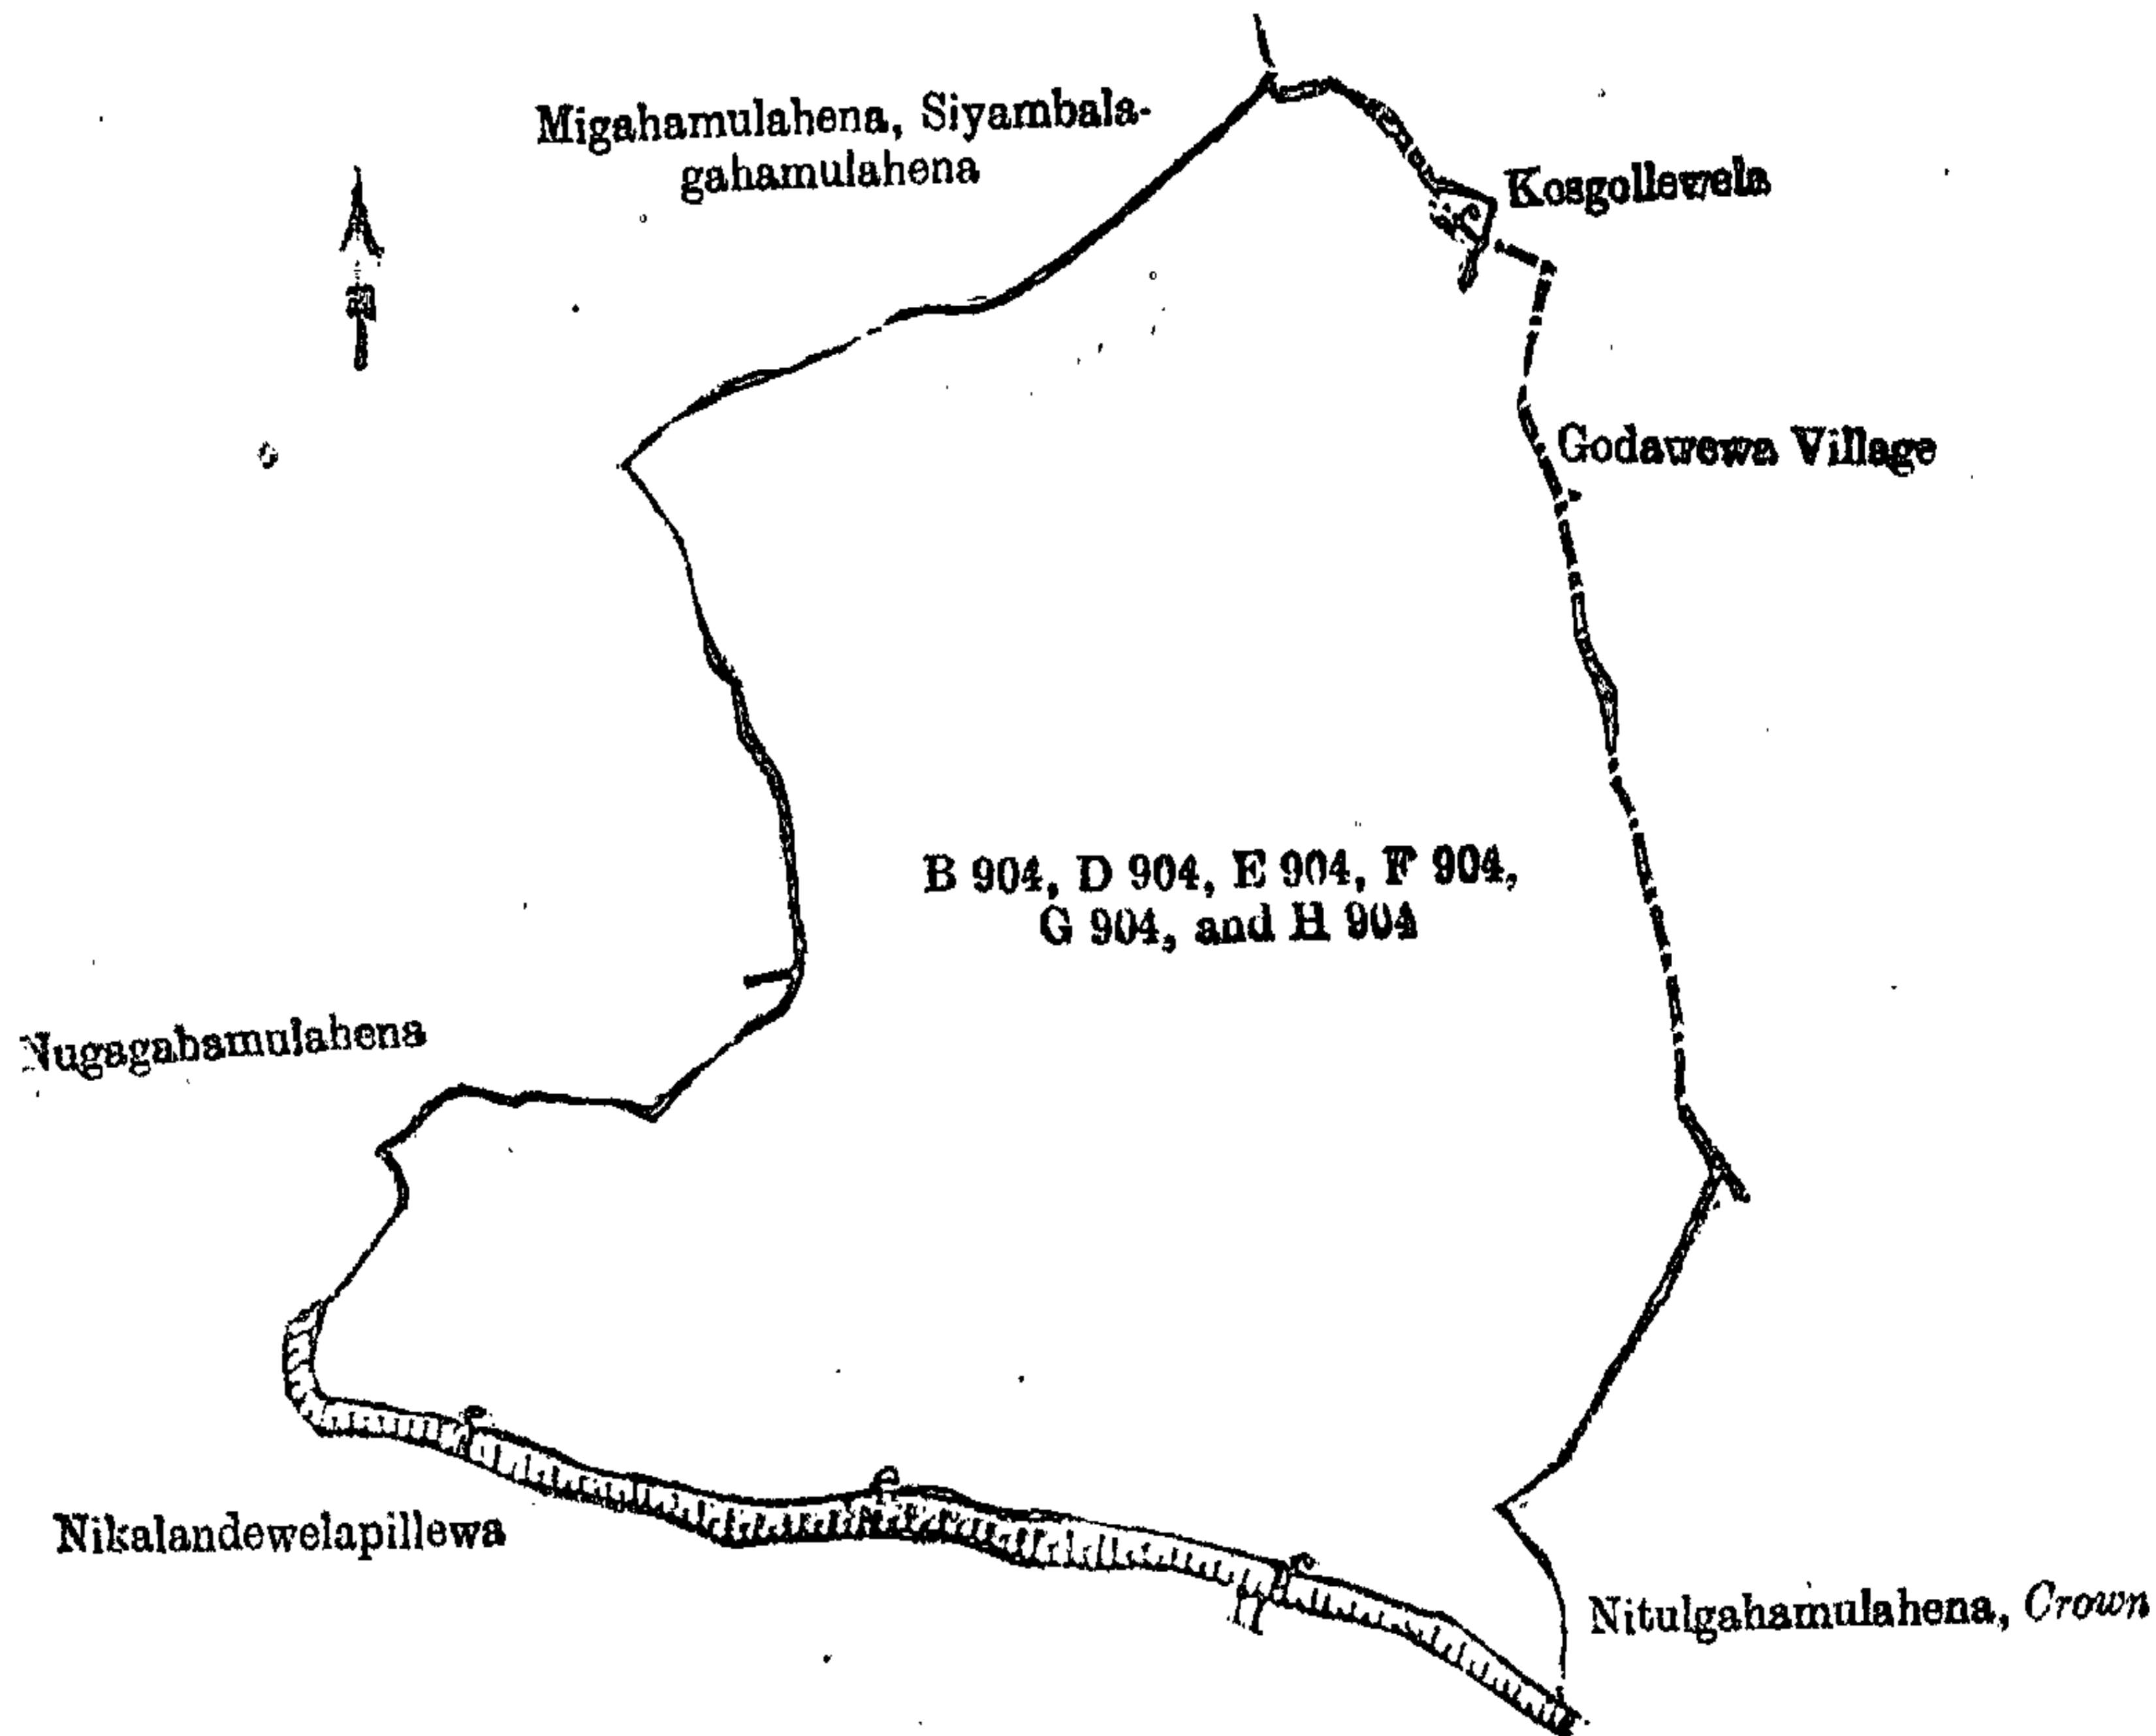 Migahamulahena, Siyambala-
gahamulahena
Kosgollewela
Godawewa Village
B 904, D 904, E 904, F 904,
G 904, and H 904
Nugagahamulahena
Nikalandewelapillewa
Nitulgahamulahena, Crown